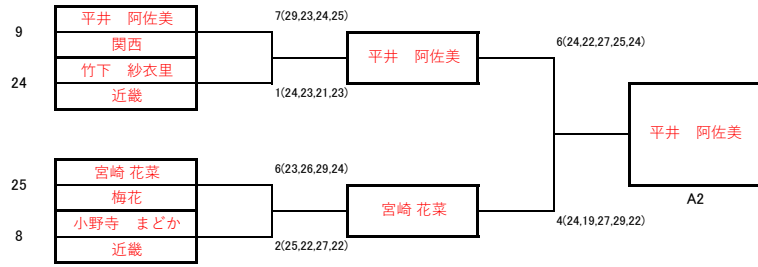 9
平井　阿佐美
関西
24
竹下　紗衣里
近畿
7(29,23,24,25)
1(24,23,21,23)
平井　阿佐美
25
宮崎 花菜
梅花
8
小野寺　まどか
近畿
6(23,26,29,24)
2(25,22,27,22)
宮崎 花菜
6(24,22,27,25,24)
4(24,19,27,29,22)
平井　阿佐美
A2